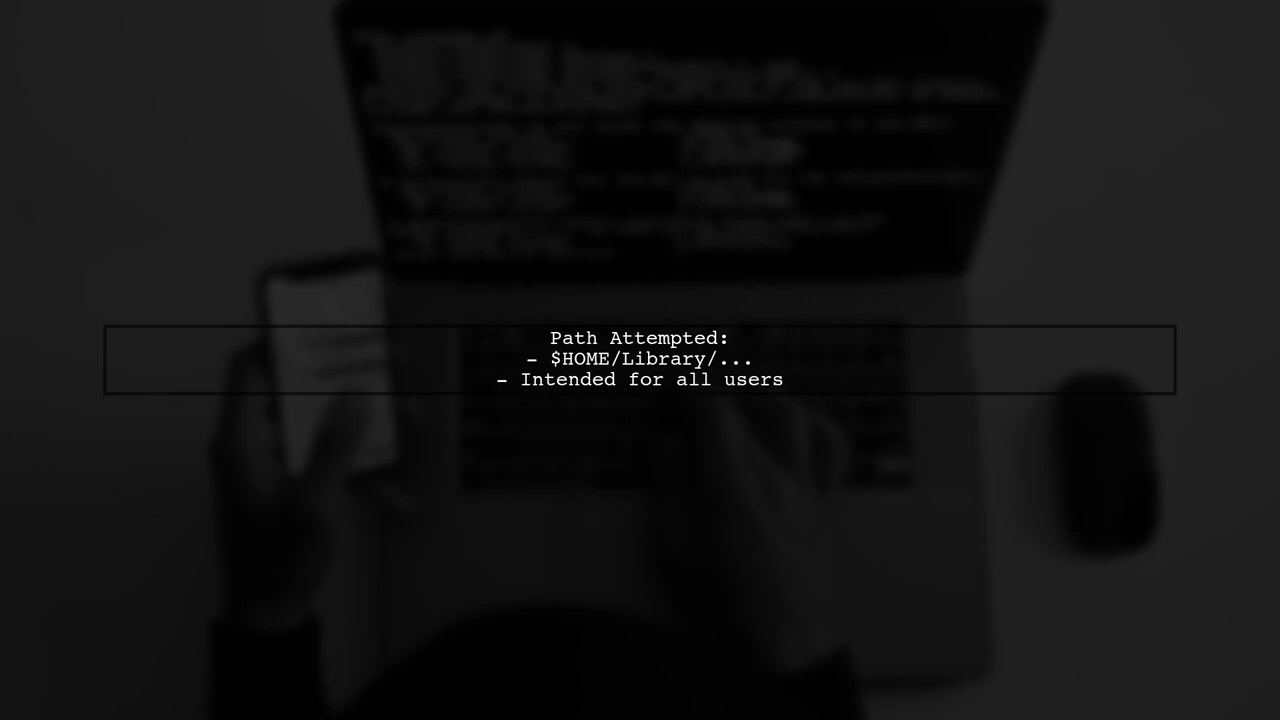 Path Attempted:
- $HOME/Library/...
- Intended for all users